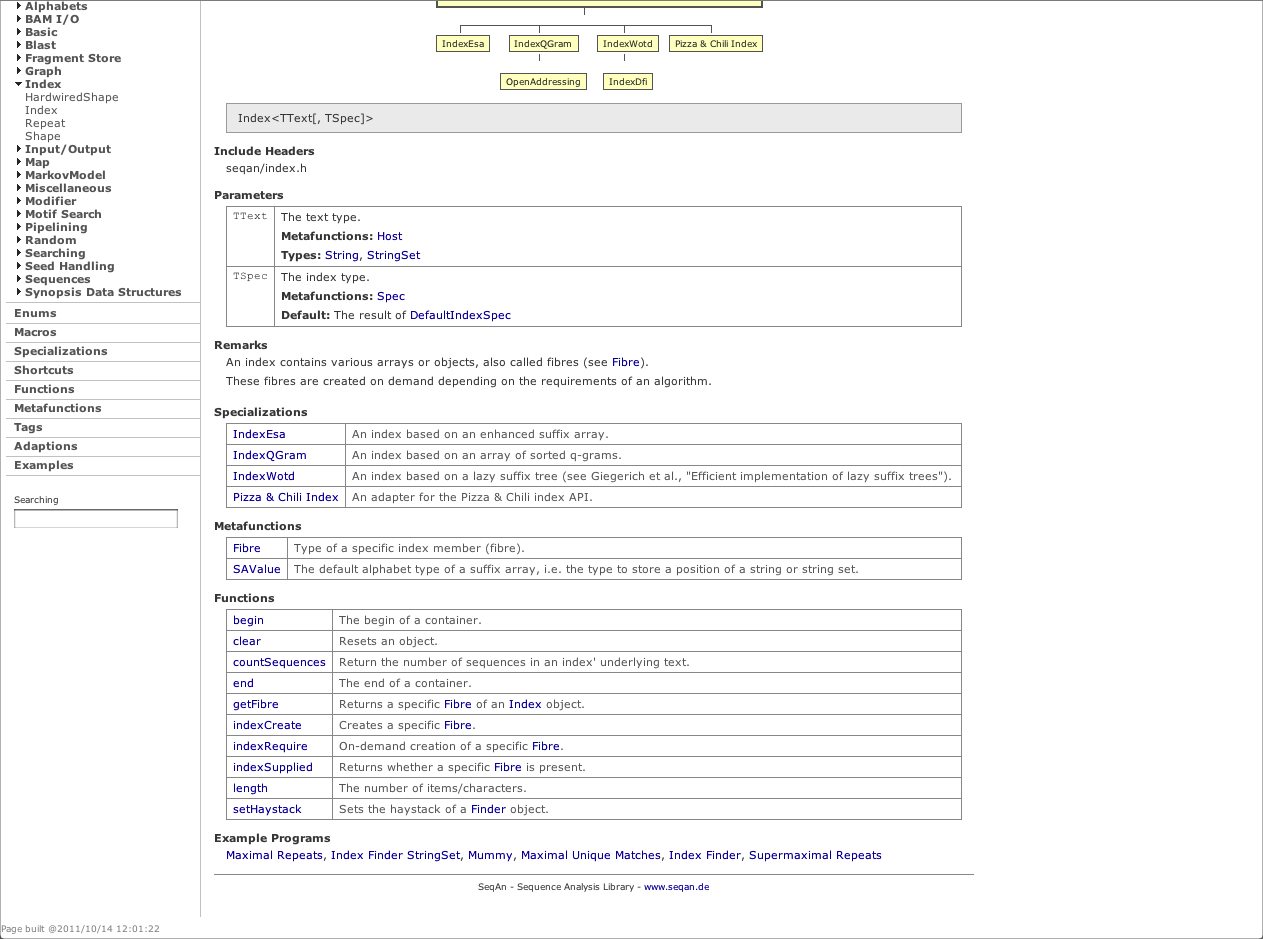 Alphabets
BAM I/O
Basic
Blast
Fragment Store
Graph
Index
HardwiredShape
Index
Repeat
Shape
Input/Output
Map
MarkovModel
Miscellaneous
Modifier
Motif Search
Pipelining
Random
Searching
Seed Handling
Sequences
Synopsis Data Structures
Enums
Macros
Specializations
Shortcuts
Functions
Metafunctions
Tags
Adaptions
Examples
Searching
IndexEsa IndexQGram IndexWotd Pizza & Chili Index
OpenAddressing IndexDfi
Index<TText[, TSpec]>
Include Headers
seqan/index.h
Parameters
TText The text type.
Metafunctions: Host
Types: String, StringSet
TSpec The index type.
Metafunctions: Spec
Default: The result of DefaultIndexSpec
Remarks
An index contains various arrays or objects, also called fibres (see Fibre).
These fibres are created on demand depending on the requirements of an algorithm.
Specializations
IndexEsa An index based on an enhanced suffix array.
IndexQGram An index based on an array of sorted q-grams.
IndexWotd An index based on a lazy suffix tree (see Giegerich et al., "Efficient implementation of lazy suffix trees").
Pizza & Chili Index An adapter for the Pizza & Chili index API.
Metafunctions
Fibre Type of a specific index member (fibre).
SAValue The default alphabet type of a suffix array, i.e. the type to store a position of a string or string set.
Functions
begin The begin of a container.
clear Resets an object.
countSequences Return the number of sequences in an index' underlying text.
end The end of a container.
getFibre Returns a specific Fibre of an Index object.
indexCreate Creates a specific Fibre.
indexRequire On-demand creation of a specific Fibre.
indexSupplied Returns whether a specific Fibre is present.
length The number of items/characters.
setHaystack Sets the haystack of a Finder object.
Example Programs
Maximal Repeats, Index Finder StringSet, Mummy, Maximal Unique Matches, Index Finder, Supermaximal Repeats
SeqAn - Sequence Analysis Library - www.seqan.de
Page built @2011/10/14 12:01:22